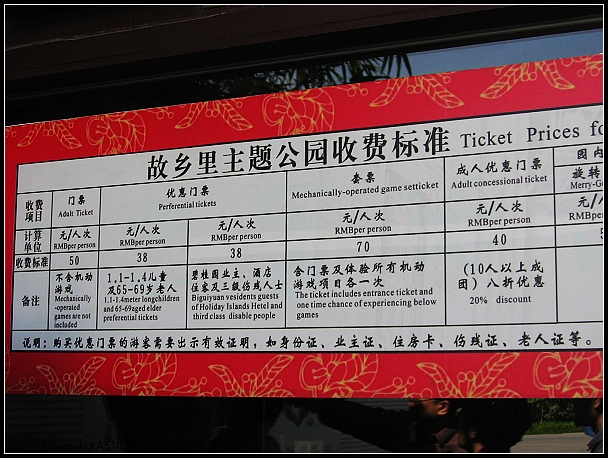 故乡里主题公园收费标准 Ticket Prices fo
收费项目
门票
Adult Ticket
优惠门票
Perferential tickets
套票
Mechanically-operated game setticket
成人优惠门票
Adult concessional ticket
园内
旋转
Merry-Go
计算单位
元/人次
RMBper person
元/人次
RMBper person
元/人次
RMBper person
元/人次
RMBper person
元/人次
RMBper person
元/
RMBp
收费标准
50
38
38
70
40
备注
不含机动
游戏
Mechanically
-operated
games are not
included
1.1-1.4儿童
及65-69岁老人
1.1-1.4meter longchildren
and 65-69aged elder
preferential tickets
碧桂园业主、酒店
住客及三级伤残人士
Biguiyuan vesidents guests
of Holiday Islands Hetel and
third class disable people
含门票及体验所有机动
游戏项目各一次
The ticket includes entrance ticket and
one time chance of experiencing below
games
(10人以上成
团)八折优惠
20% discount
说明：购买优惠门票的游客需要出示有效证明，如身份证、业主证、住房卡、伤残证、老人证等。